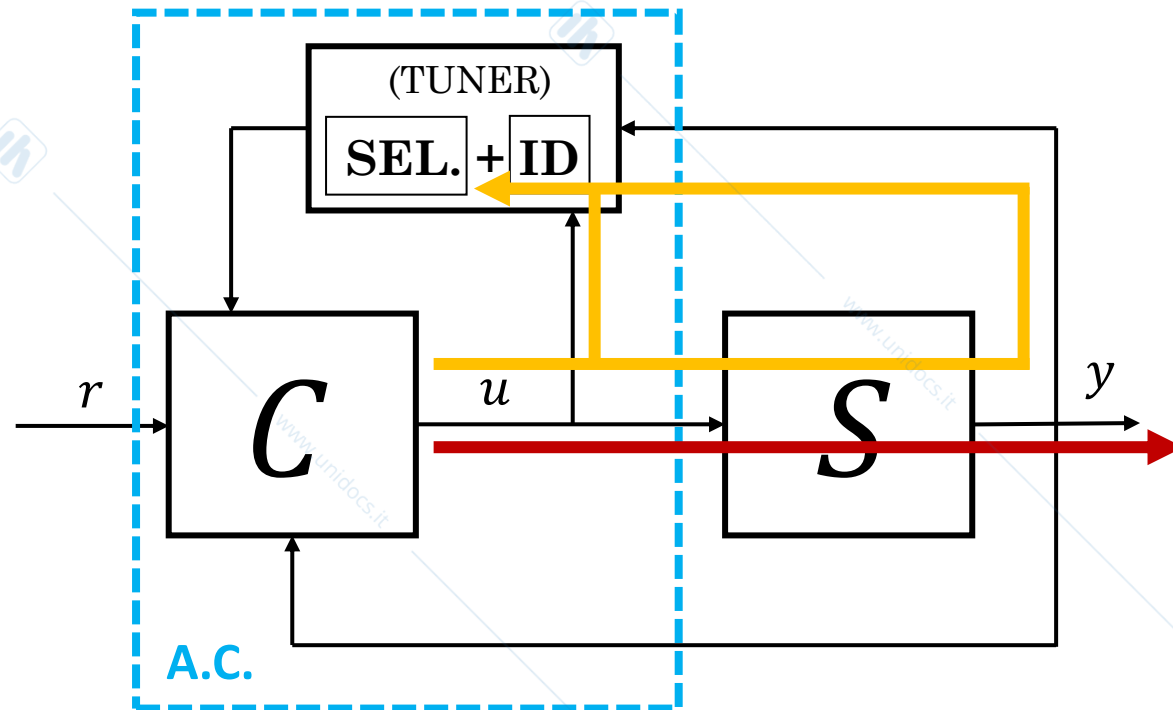 (TUNER)
SEL. + ID
r
C
u
S
y
A.C.
www.unidocs.it
www.unidocs.it